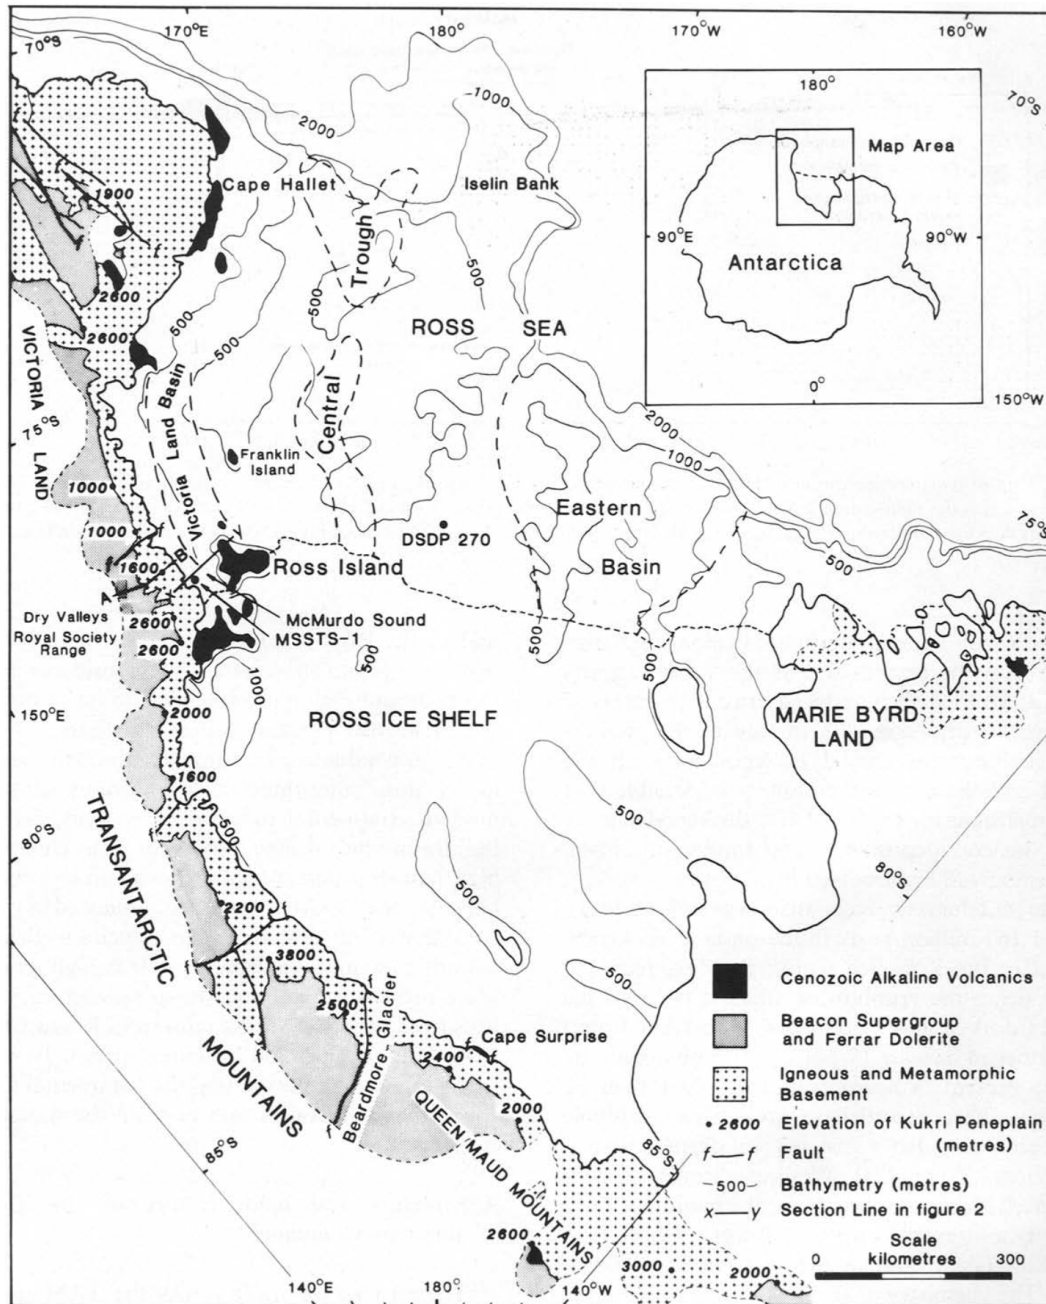 170°E
180°
170°W
160°W
70°S
70°S
1000
2000
180°
Map Area
Cape Hallet
Iselin Bank
1900
90°E
90°W
Antarctica
Trough
500
500
2600
500
ROSS SEA
2600
500
0°
150°W
VICTORIA LAND
Victoria Land Basin
Central
2000
1000
75°S
Franklin
Island
1000
Eastern
Basin
DSDP 270
75°S
1000
f
B
500
1600
Ross Island
A
Dry Valleys
2600
McMurdo Sound
MSSTS-1
Royal Society
Range
2600
500
500
500
1000
150°E
2000
ROSS ICE SHELF
MARIE BYRD
LAND
1600
500
500
80°S
80°S
TRANSANTARCTIC
MOUNTAINS
2200
500
3800
500
2500
Beardmore Glacier
Cape Surprise
2400
2000
QUEEN MAUD MOUNTAINS
85°S
85°S
2600
3000
2000
140°E
180°
140°W
Cenozoic Alkaline Volcanics
Beacon Supergroup
and Ferrar Dolerite
Igneous and Metamorphic
Basement
• 2600 Elevation of Kukri Peneplain
(metres)
f — f Fault
—500— Bathymetry (metres)
x — y Section Line in figure 2
Scale
kilometres
0 300